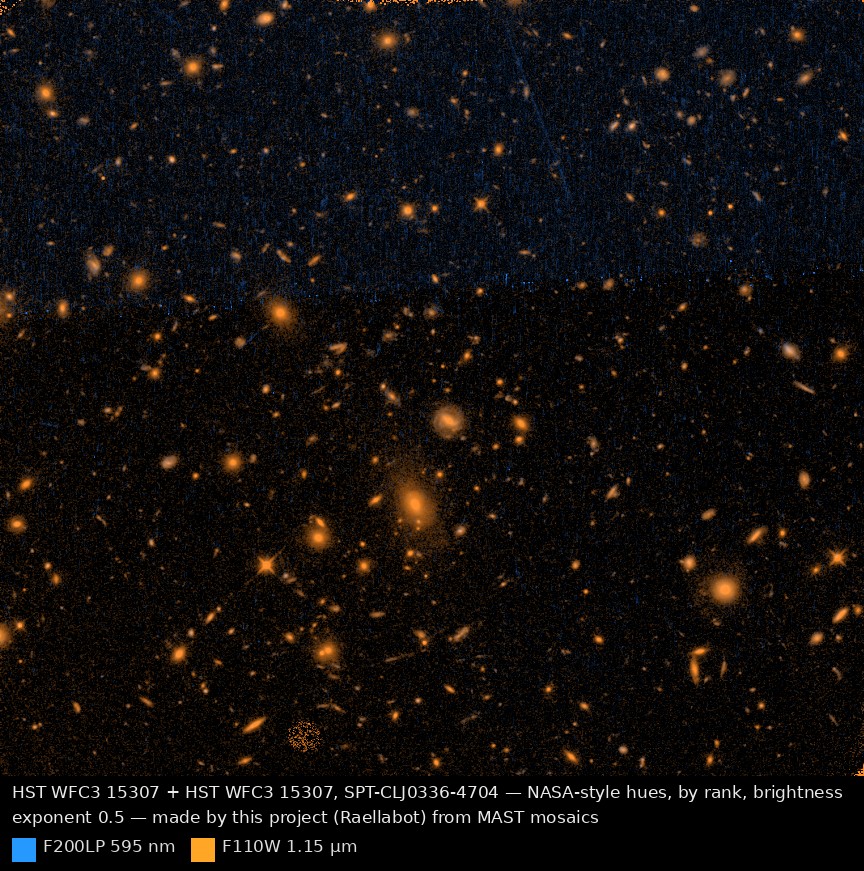 HST WFC3 15307 + HST WFC3 15307, SPT-CLJ0336-4704 — NASA-style hues, by rank, brightness
exponent 0.5 — made by this project (Raellabot) from MAST mosaics
F200LP 595 nm F110W 1.15 µm